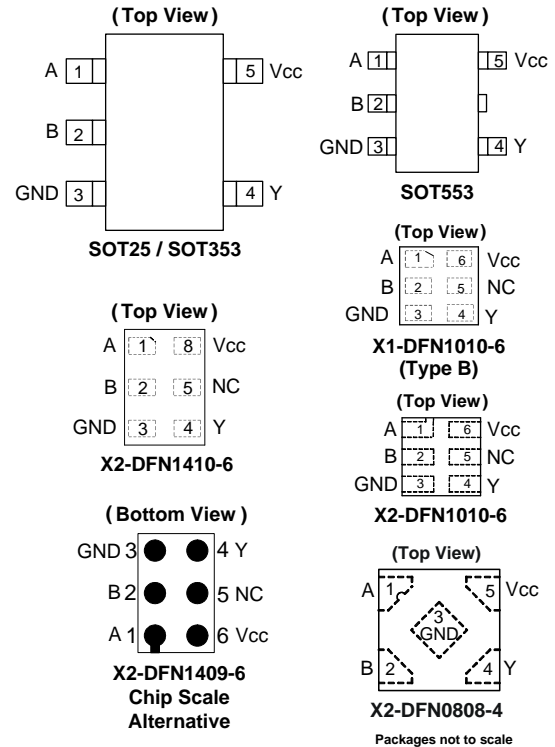 (Top View)
A 1 5 Vcc
B 2
GND 3 4 Y
SOT25 / SOT353
(Top View)
A 1 5 Vcc
B 2
GND 3 4 Y
SOT553
(Top View)
A 1 6 Vcc
B 2 5 NC
GND 3 4 Y
X1-DFN1010-6
(Type B)
(Top View)
A 1 8 Vcc
B 2 5 NC
GND 3 4 Y
X2-DFN1410-6
(Top View)
A 1 6 Vcc
B 2 5 NC
GND 3 4 Y
X2-DFN1010-6
(Bottom View)
GND 3 4 Y
B 2 5 NC
A 1 6 Vcc
X2-DFN1409-6
Chip Scale
Alternative
(Top View)
A 1 5 Vcc
3
GND
B 2 4 Y
X2-DFN0808-4
Packages not to scale